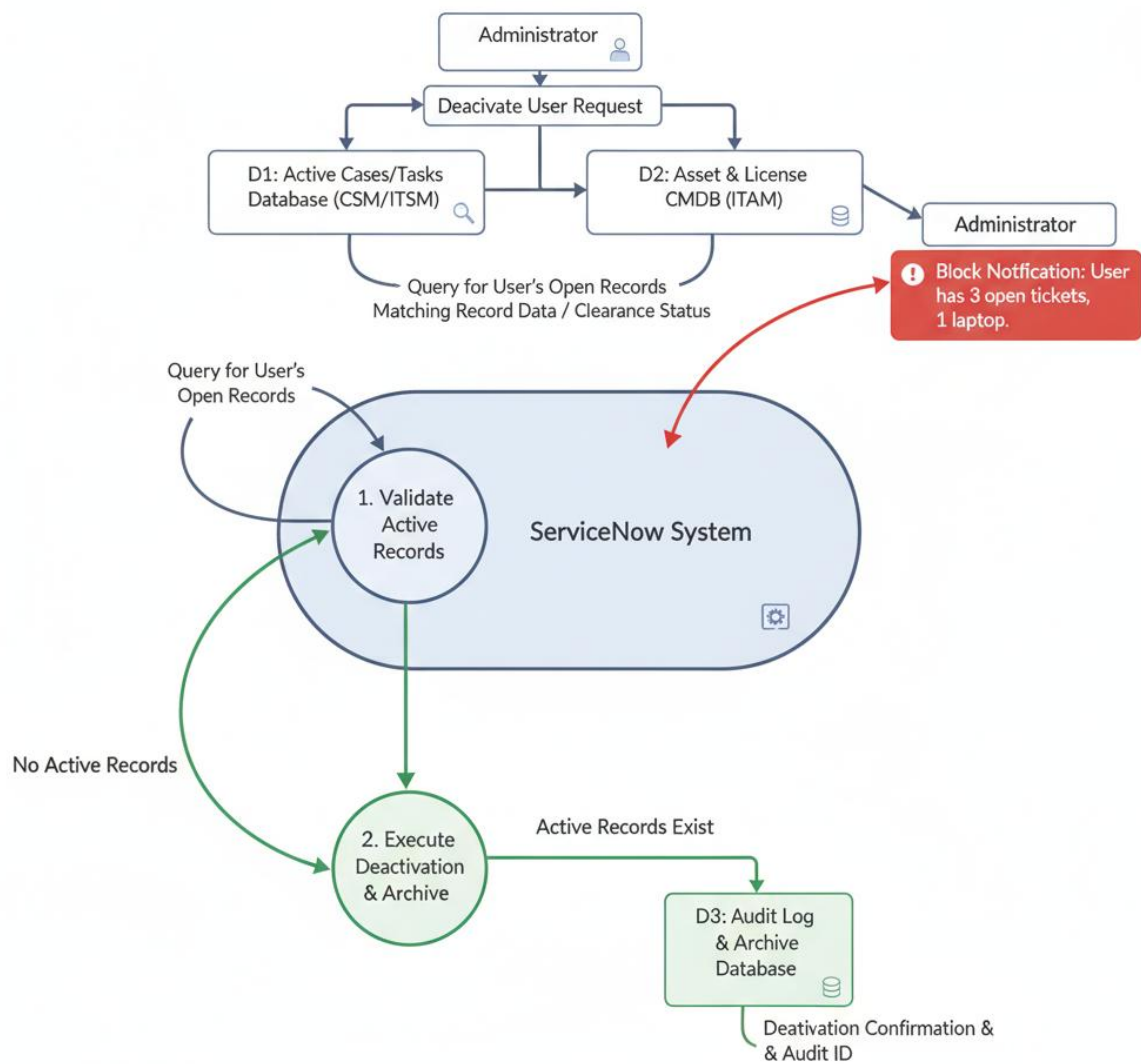 Administrator
Deacivate User Request
D1: Active Cases/Tasks
Database (CSM/ITSM)
D2: Asset & License
CMDB (ITAM)
Administrator
Block Notfication: User
has 3 open tickets,
1 laptop.
Query for User's Open Records
Matching Record Data / Clearance Status
Query for User's
Open Records
1. Validate
Active
Records
ServiceNow System
No Active Records
2. Execute
Deactivation
& Archive
Active Records Exist
D3: Audit Log
& Archive
Database
Deativation Confirmation &
& Audit ID